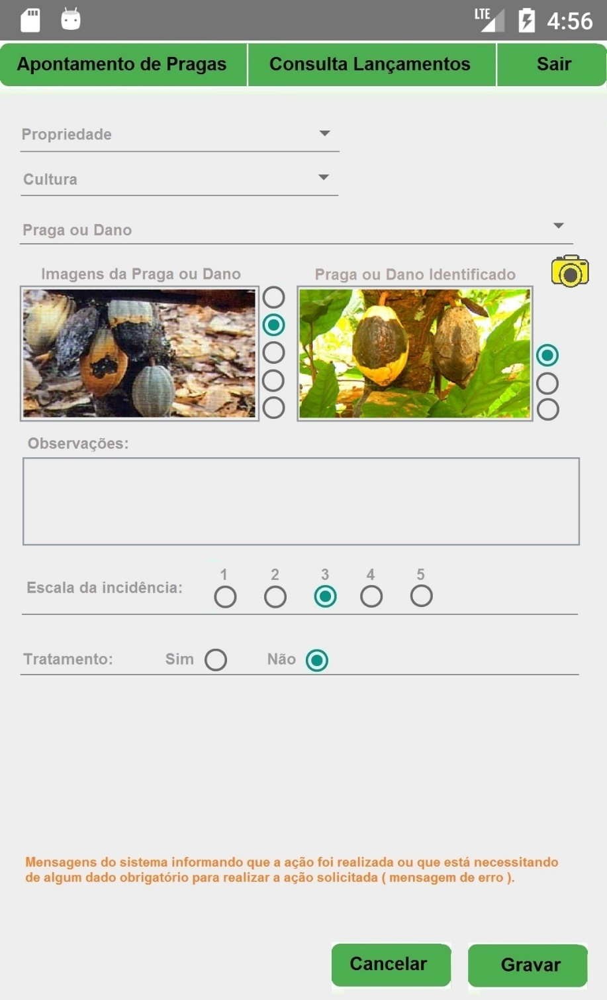 LTE 4:56
Apontamento de Pragas Consulta Lançamentos Sair
Propriedade
Cultura
Praga ou Dano
Imagens da Praga ou Dano Praga ou Dano Identificado
Observações:
1 2 3 4 5
Escala da incidência:
Tratamento: Sim Não
Mensagens do sistema informando que a ação foi realizada ou que está necessitando
de algum dado obrigatório para realizar a ação solicitada ( mensagem de erro ).
Cancelar Gravar